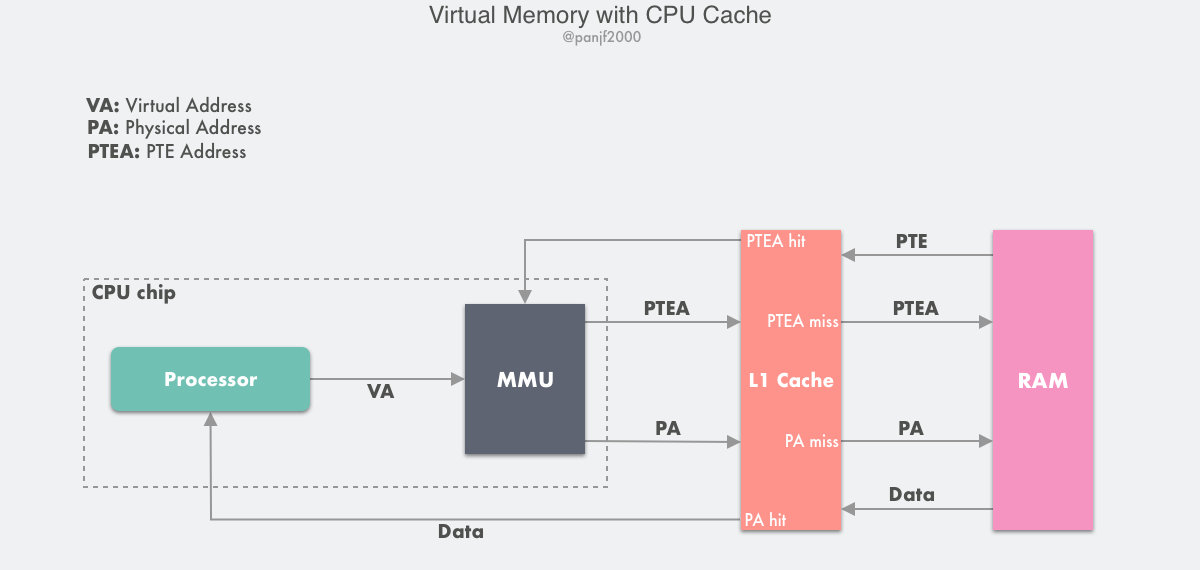 Virtual Memory with CPU Cache
@panjf2000
VA: Virtual Address
PA: Physical Address
PTEA: PTE Address
PTEA hit
PTE
CPU chip
PTEA
PTEA miss
PTEA
Processor
VA
MMU
L1 Cache
RAM
PA
PA miss
PA
Data
PA hit
Data